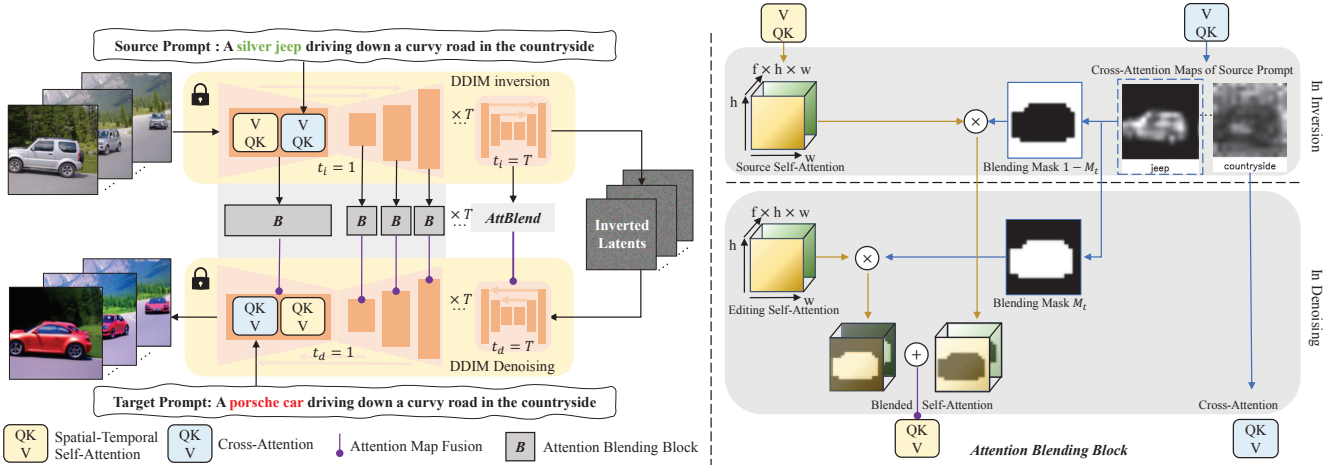 Source Prompt : A silver jeep driving down a curvy road in the countryside
DDIM inversion
V
QK
V
QK
× T
...
t_i = 1
t_i = T
B
B
B
B
× T
...
AttBlend
Inverted
Latents
QK
V
QK
V
× T
...
t_d = 1
t_d = T
DDIM Denoising
Target Prompt: A porsche car driving down a curvy road in the countryside
QK
V
Spatial-Temporal
Self-Attention
QK
V
Cross-Attention
Attention Map Fusion
B
Attention Blending Block
V
QK
V
QK
f × h × w
h
w
Source Self-Attention
Blending Mask 1 − M_t
Cross-Attention Maps of Source Prompt
jeep
countryside
In Inversion
f × h × w
h
w
Editing Self-Attention
Blending Mask M_t
In Denoising
Blended Self-Attention
Cross-Attention
QK
V
Attention Blending Block
QK
V